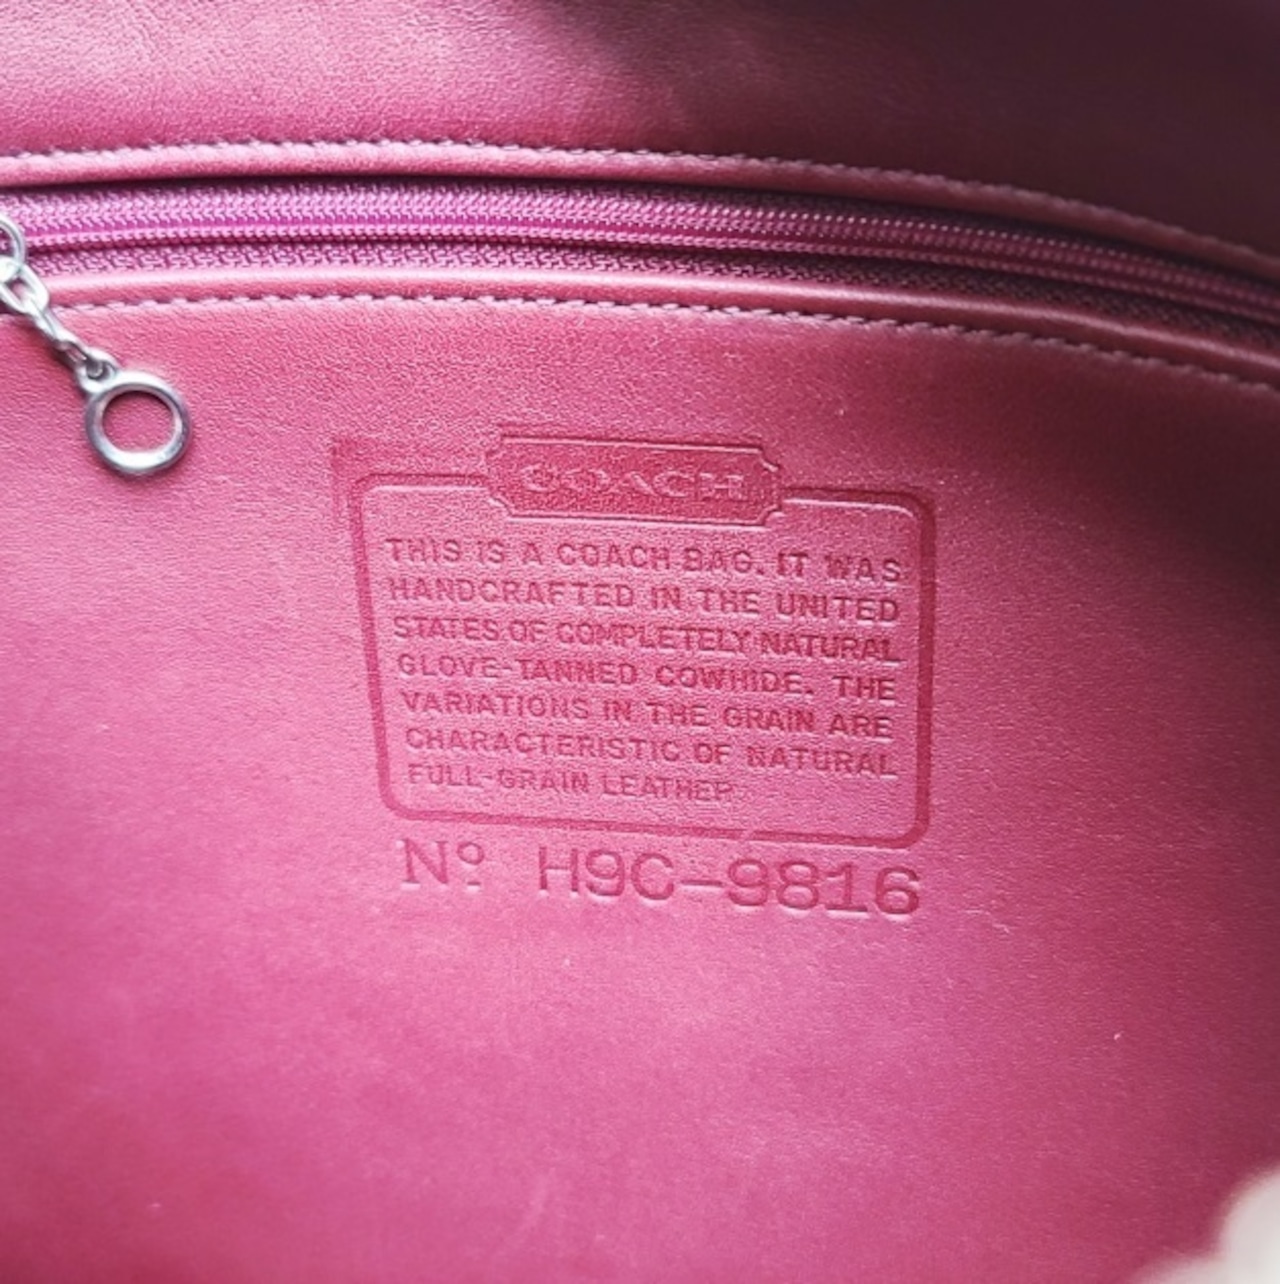 COACH
THIS IS A COACH BAG. IT WAS
HANDCRAFTED IN THE UNITED
STATES OF COMPLETELY NATURAL
GLOVE-TANNED COWHIDE. THE
VARIATIONS IN THE GRAIN ARE
CHARACTERISTIC OF NATURAL
FULL-GRAIN LEATHER.
Nº H9C-9816